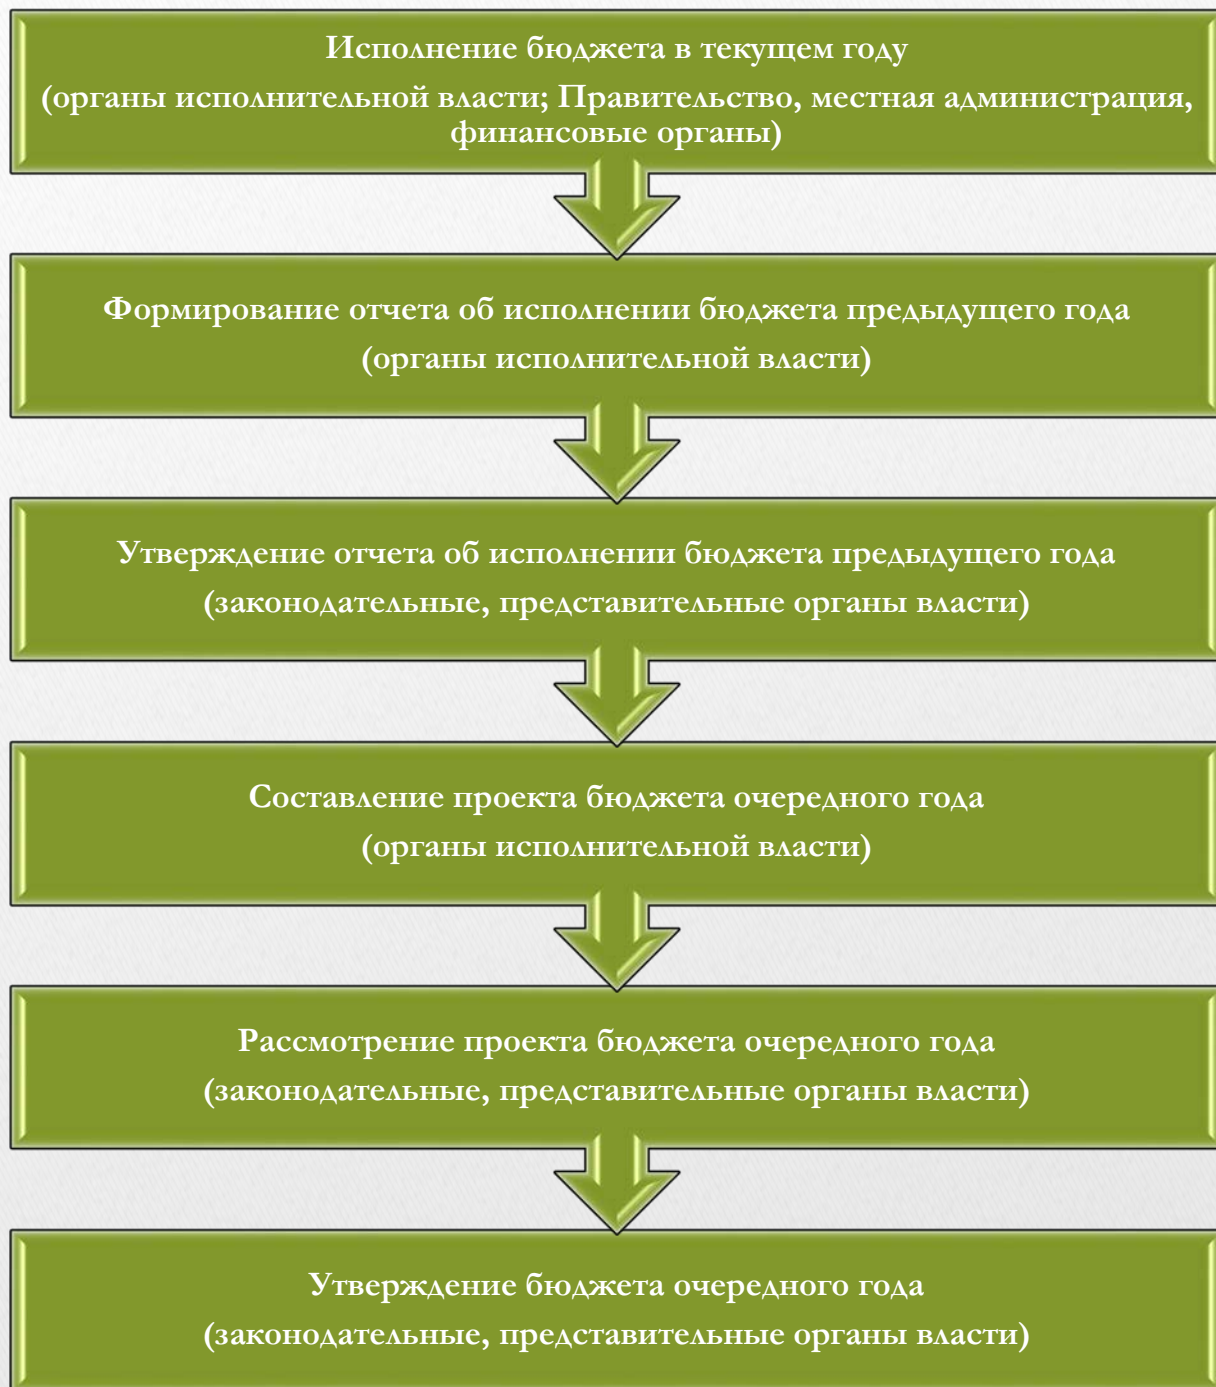 Исполнение бюджета в текущем году
(органы исполнительной власти; Правительство, местная администрация,
финансовые органы)
Формирование отчета об исполнении бюджета предыдущего года
(органы исполнительной власти)
Утверждение отчета об исполнении бюджета предыдущего года
(законодательные, представительные органы власти)
Составление проекта бюджета очередного года
(органы исполнительной власти)
Рассмотрение проекта бюджета очередного года
(законодательные, представительные органы власти)
Утверждение бюджета очередного года
(законодательные, представительные органы власти)